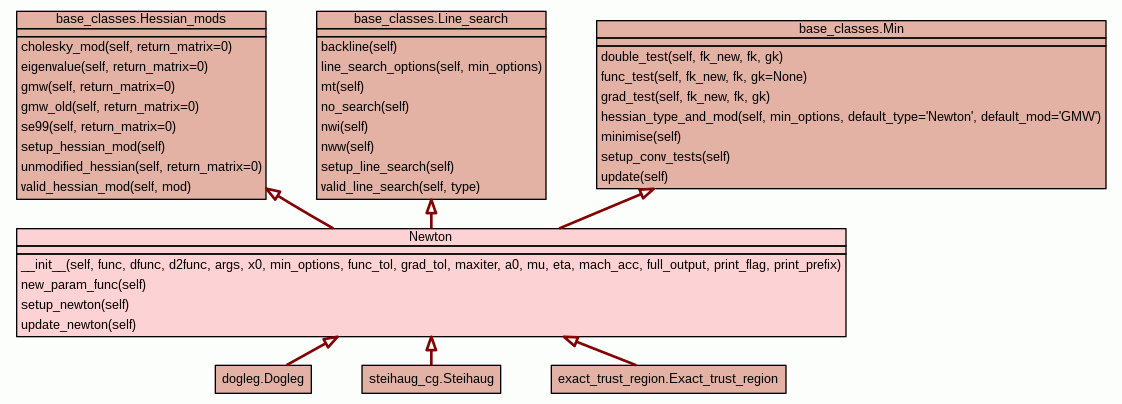 base_classes.Hessian_mods
cholesky_mod(self, return_matrix=0)
eigenvalue(self, return_matrix=0)
gmw(self, return_matrix=0)
gmw_old(self, return_matrix=0)
se99(self, return_matrix=0)
setup_hessian_mod(self)
unmodified_hessian(self, return_matrix=0)
valid_hessian_mod(self, mod)
base_classes.Line_search
backline(self)
line_search_options(self, min_options)
mt(self)
no_search(self)
nwi(self)
nww(self)
setup_line_search(self)
valid_line_search(self, type)
base_classes.Min
double_test(self, fk_new, fk, gk)
func_test(self, fk_new, fk, gk=None)
grad_test(self, fk_new, fk, gk)
hessian_type_and_mod(self, min_options, default_type='Newton', default_mod='GMW')
minimise(self)
setup_conv_tests(self)
update(self)
Newton
__init__(self, func, dfunc, d2func, args, x0, min_options, func_tol, grad_tol, maxiter, a0, mu, eta, mach_acc, full_output, print_flag, print_prefix)
new_param_func(self)
setup_newton(self)
update_newton(self)
dogleg.Dogleg
steihaug_cg.Steihaug
exact_trust_region.Exact_trust_region